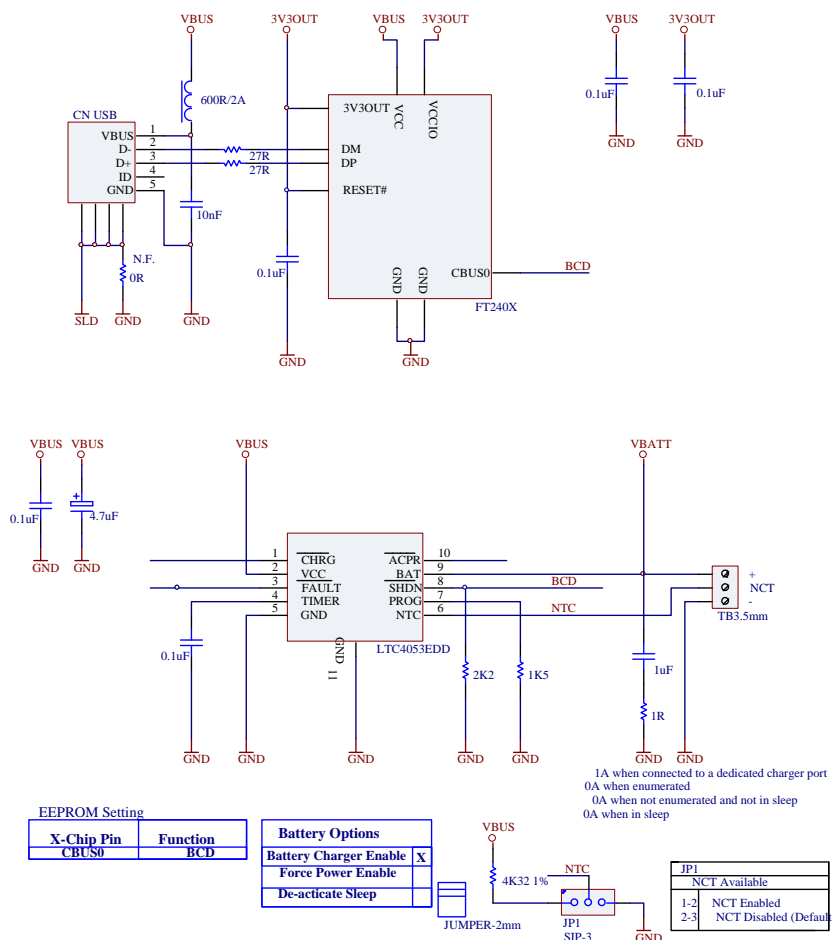 VBUS 3V3OUT VBUS 3V3OUT VBUS 3V3OUT
600R/2A
0.1uF 0.1uF
GND GND
CN USB
VBUS 1
D- 2
D+ 3
ID 4
GND 5
27R
27R
10nF
N.F.
0R
SLD GND GND
0.1uF
GND
3V3OUT
VCC
VCCIO
DM
DP
RESET#
GND
GND
CBUS0
BCD
FT240X
GND
VBUS VBUS VBUS VBATT
0.1uF 4.7uF
GND GND
1 CHRG
2 VCC
3 FAULT
4 TIMER
5 GND
GND 11
ACPR 10
BAT 9
SHDN 8 BCD
PROG 7
NTC 6 NTC
LTC4053EDD
0.1uF
2K2 1K5
+
NCT
-
TB3.5mm
1uF
1R
GND GND GND GND GND GND GND
1A when connected to a dedicated charger port
0A when enumerated
0A when not enumerated and not in sleep
0A when in sleep
EEPROM Setting
X-Chip Pin Function
CBUS0 BCD
Battery Options
Battery Charger Enable X
Force Power Enable
De-acticate Sleep
JUMPER-2mm
VBUS
4K32 1%
NTC
JP1
SIP-3
GND
JP1
NCT Available
1-2 NCT Enabled
2-3 NCT Disabled (Default